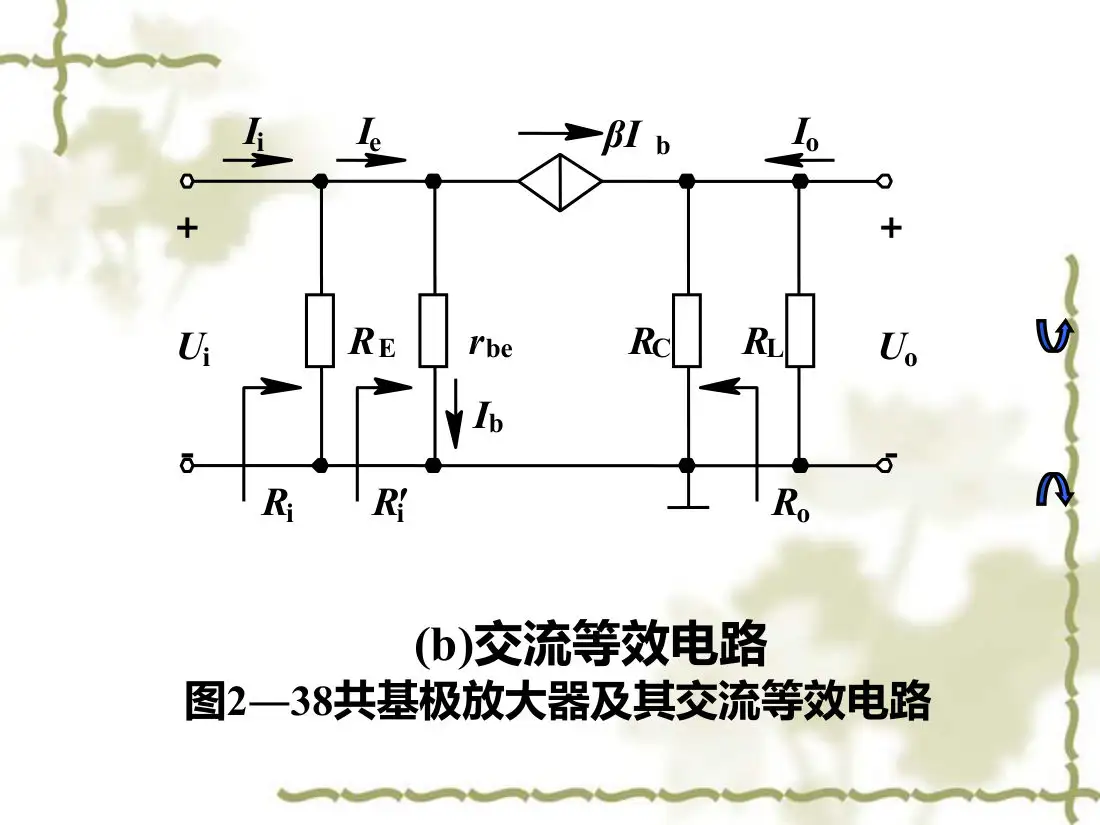 Ii Ie βI b Io
+ +
Ui RE rbe RC RL Uo
Ib
- -
Ri Ri′ Ro
(b)交流等效电路
图2—38共基极放大器及其交流等效电路